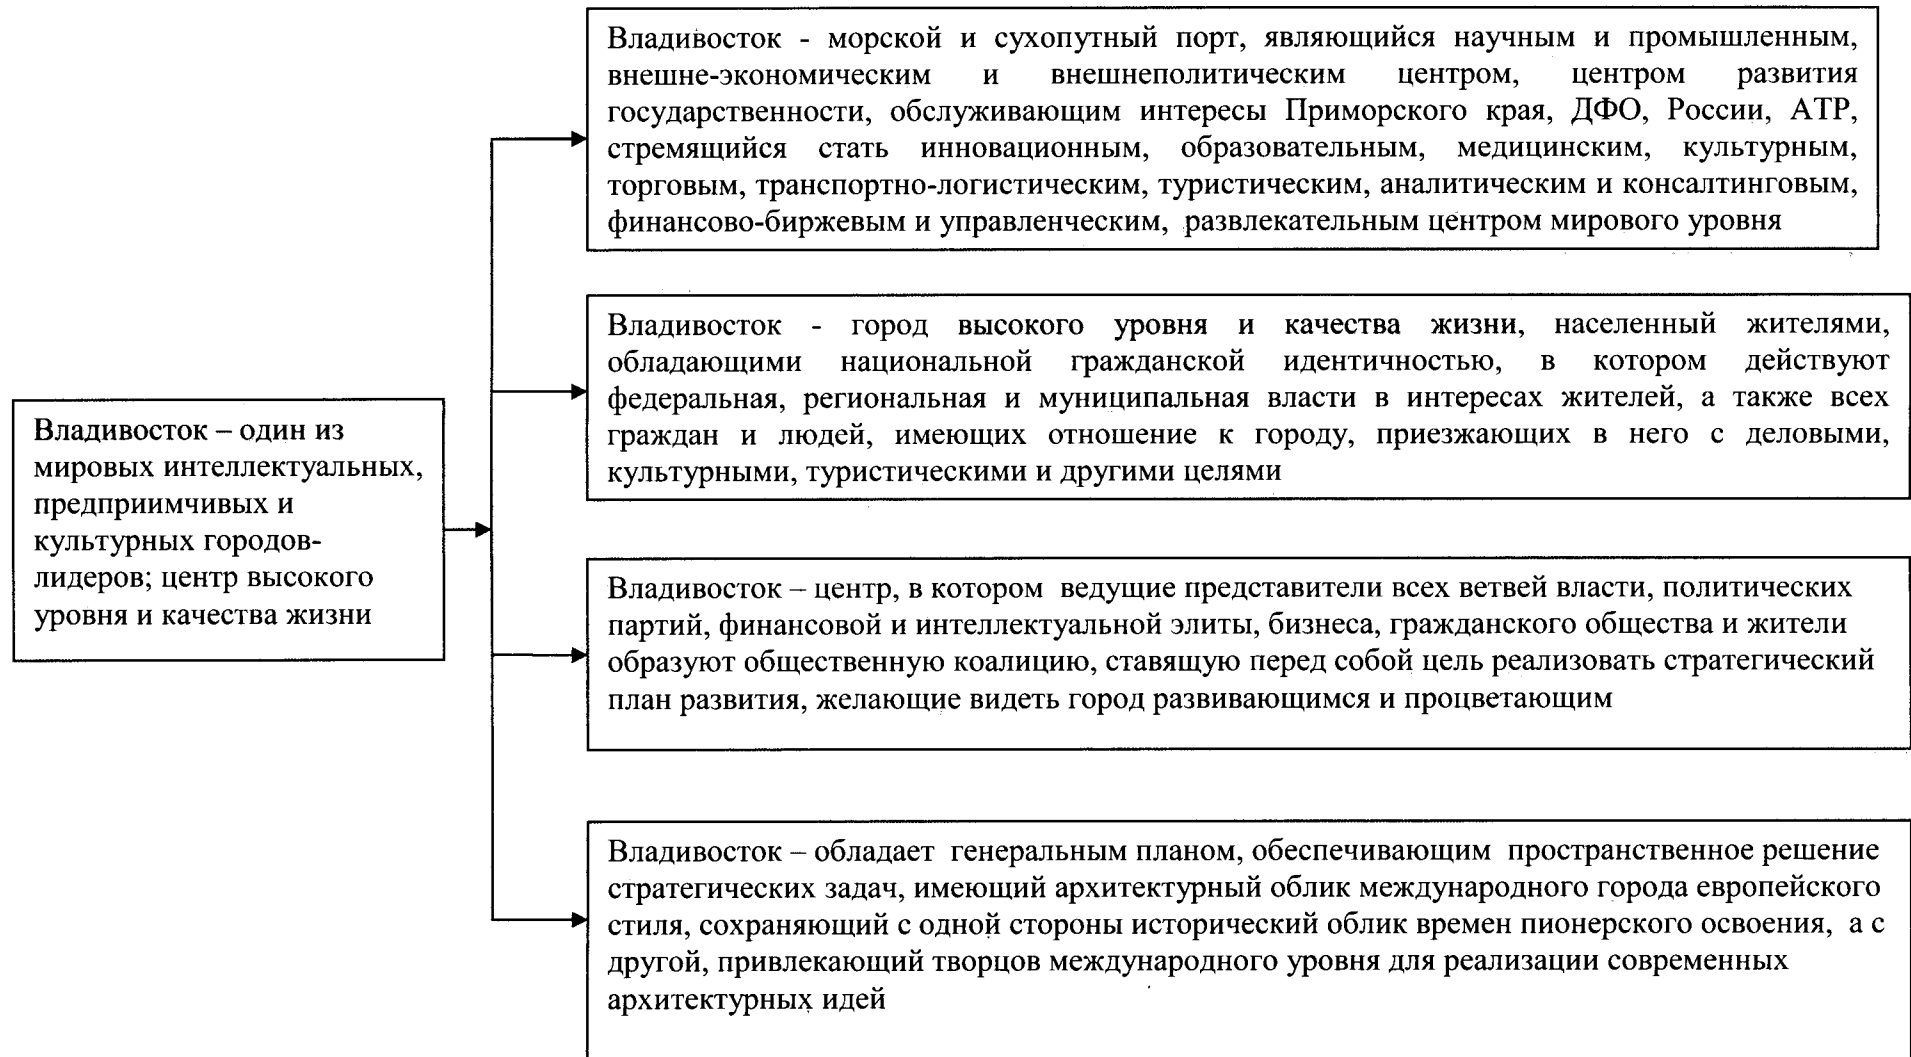 Владивосток – один из
мировых интеллектуальных,
предприимчивых и
культурных городов-
лидеров; центр высокого
уровня и качества жизни
Владивосток - морской и сухопутный порт, являющийся научным и промышленным,
внешне-экономическим и внешнеполитическим центром, центром развития
государственности, обслуживающим интересы Приморского края, ДФО, России, АТР,
стремящийся стать инновационным, образовательным, медицинским, культурным,
торговым, транспортно-логистическим, туристическим, аналитическим и консалтинговым,
финансово-биржевым и управленческим, развлекательным центром мирового уровня
Владивосток - город высокого уровня и качества жизни, населенный жителями,
обладающими национальной гражданской идентичностью, в котором действуют
федеральная, региональная и муниципальная власти в интересах жителей, а также всех
граждан и людей, имеющих отношение к городу, приезжающих в него с деловыми,
культурными, туристическими и другими целями
Владивосток – центр, в котором ведущие представители всех ветвей власти, политических
партий, финансовой и интеллектуальной элиты, бизнеса, гражданского общества и жители
образуют общественную коалицию, ставящую перед собой цель реализовать стратегический
план развития, желающие видеть город развивающимся и процветающим
Владивосток – обладает генеральным планом, обеспечивающим пространственное решение
стратегических задач, имеющий архитектурный облик международного города европейского
стиля, сохраняющий с одной стороны исторический облик времен пионерского освоения, а с
другой, привлекающий творцов международного уровня для реализации современных
архитектурных идей